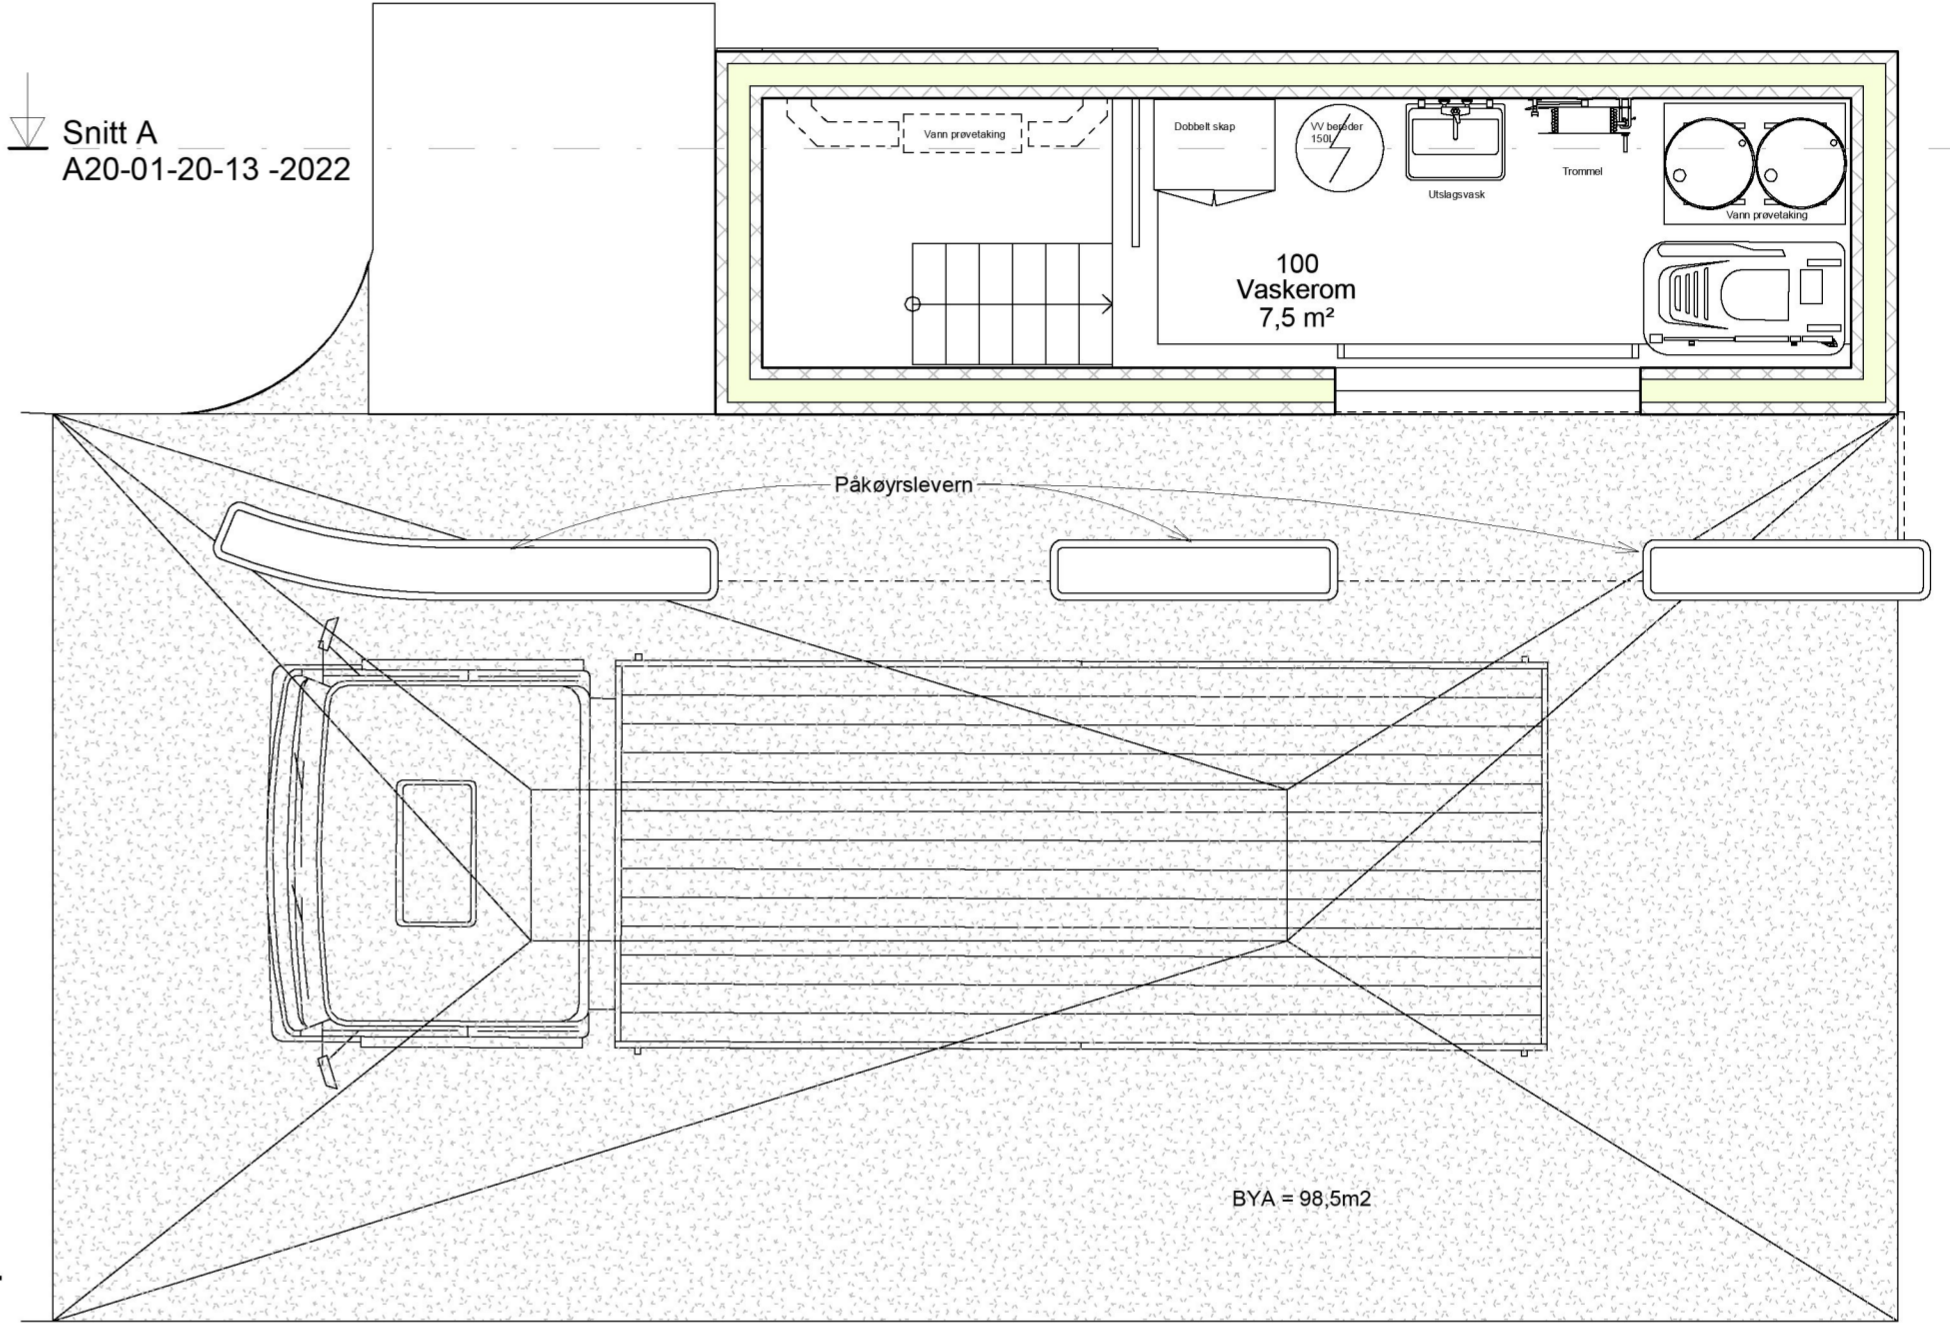 Snitt A
A20-01-20-13 -2022
Vann prøvetaking
Dobbelt skap
VV bereder
150L
Utslagsvask
Trommel
Vann prøvetaking
100
Vaskerom
7,5 m²
Påkøyrslevern
BYA = 98,5m2